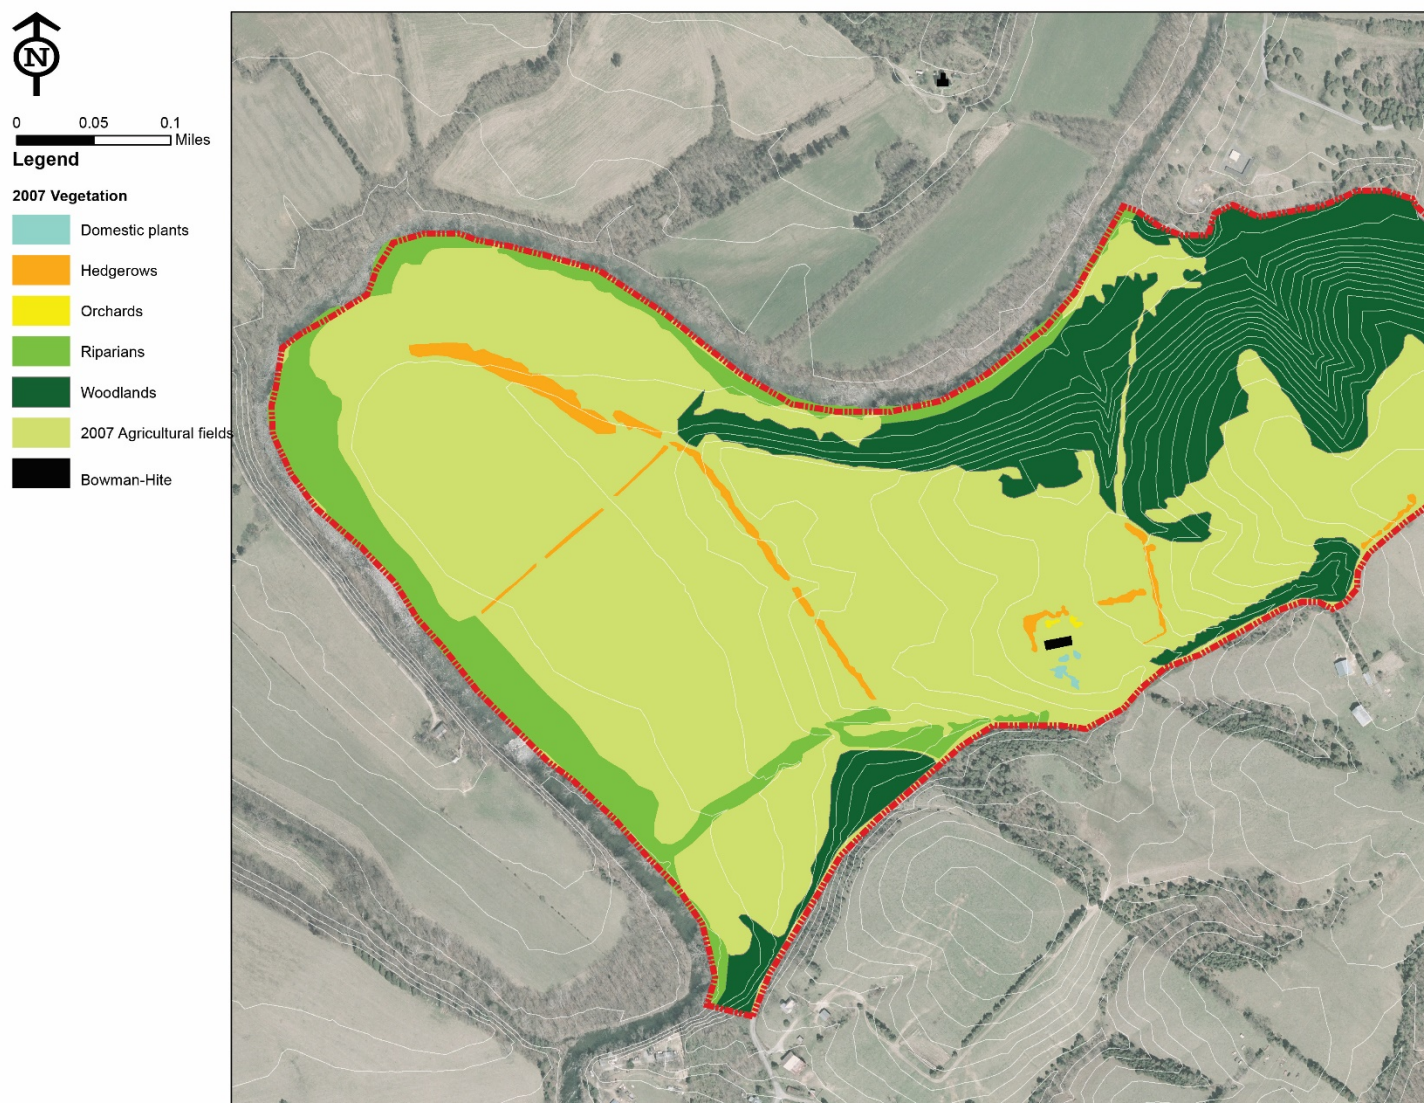 N
0 0.05 0.1
Miles
Legend
2007 Vegetation
Domestic plants
Hedgerows
Orchards
Riparians
Woodlands
2007 Agricultural fields
Bowman-Hite